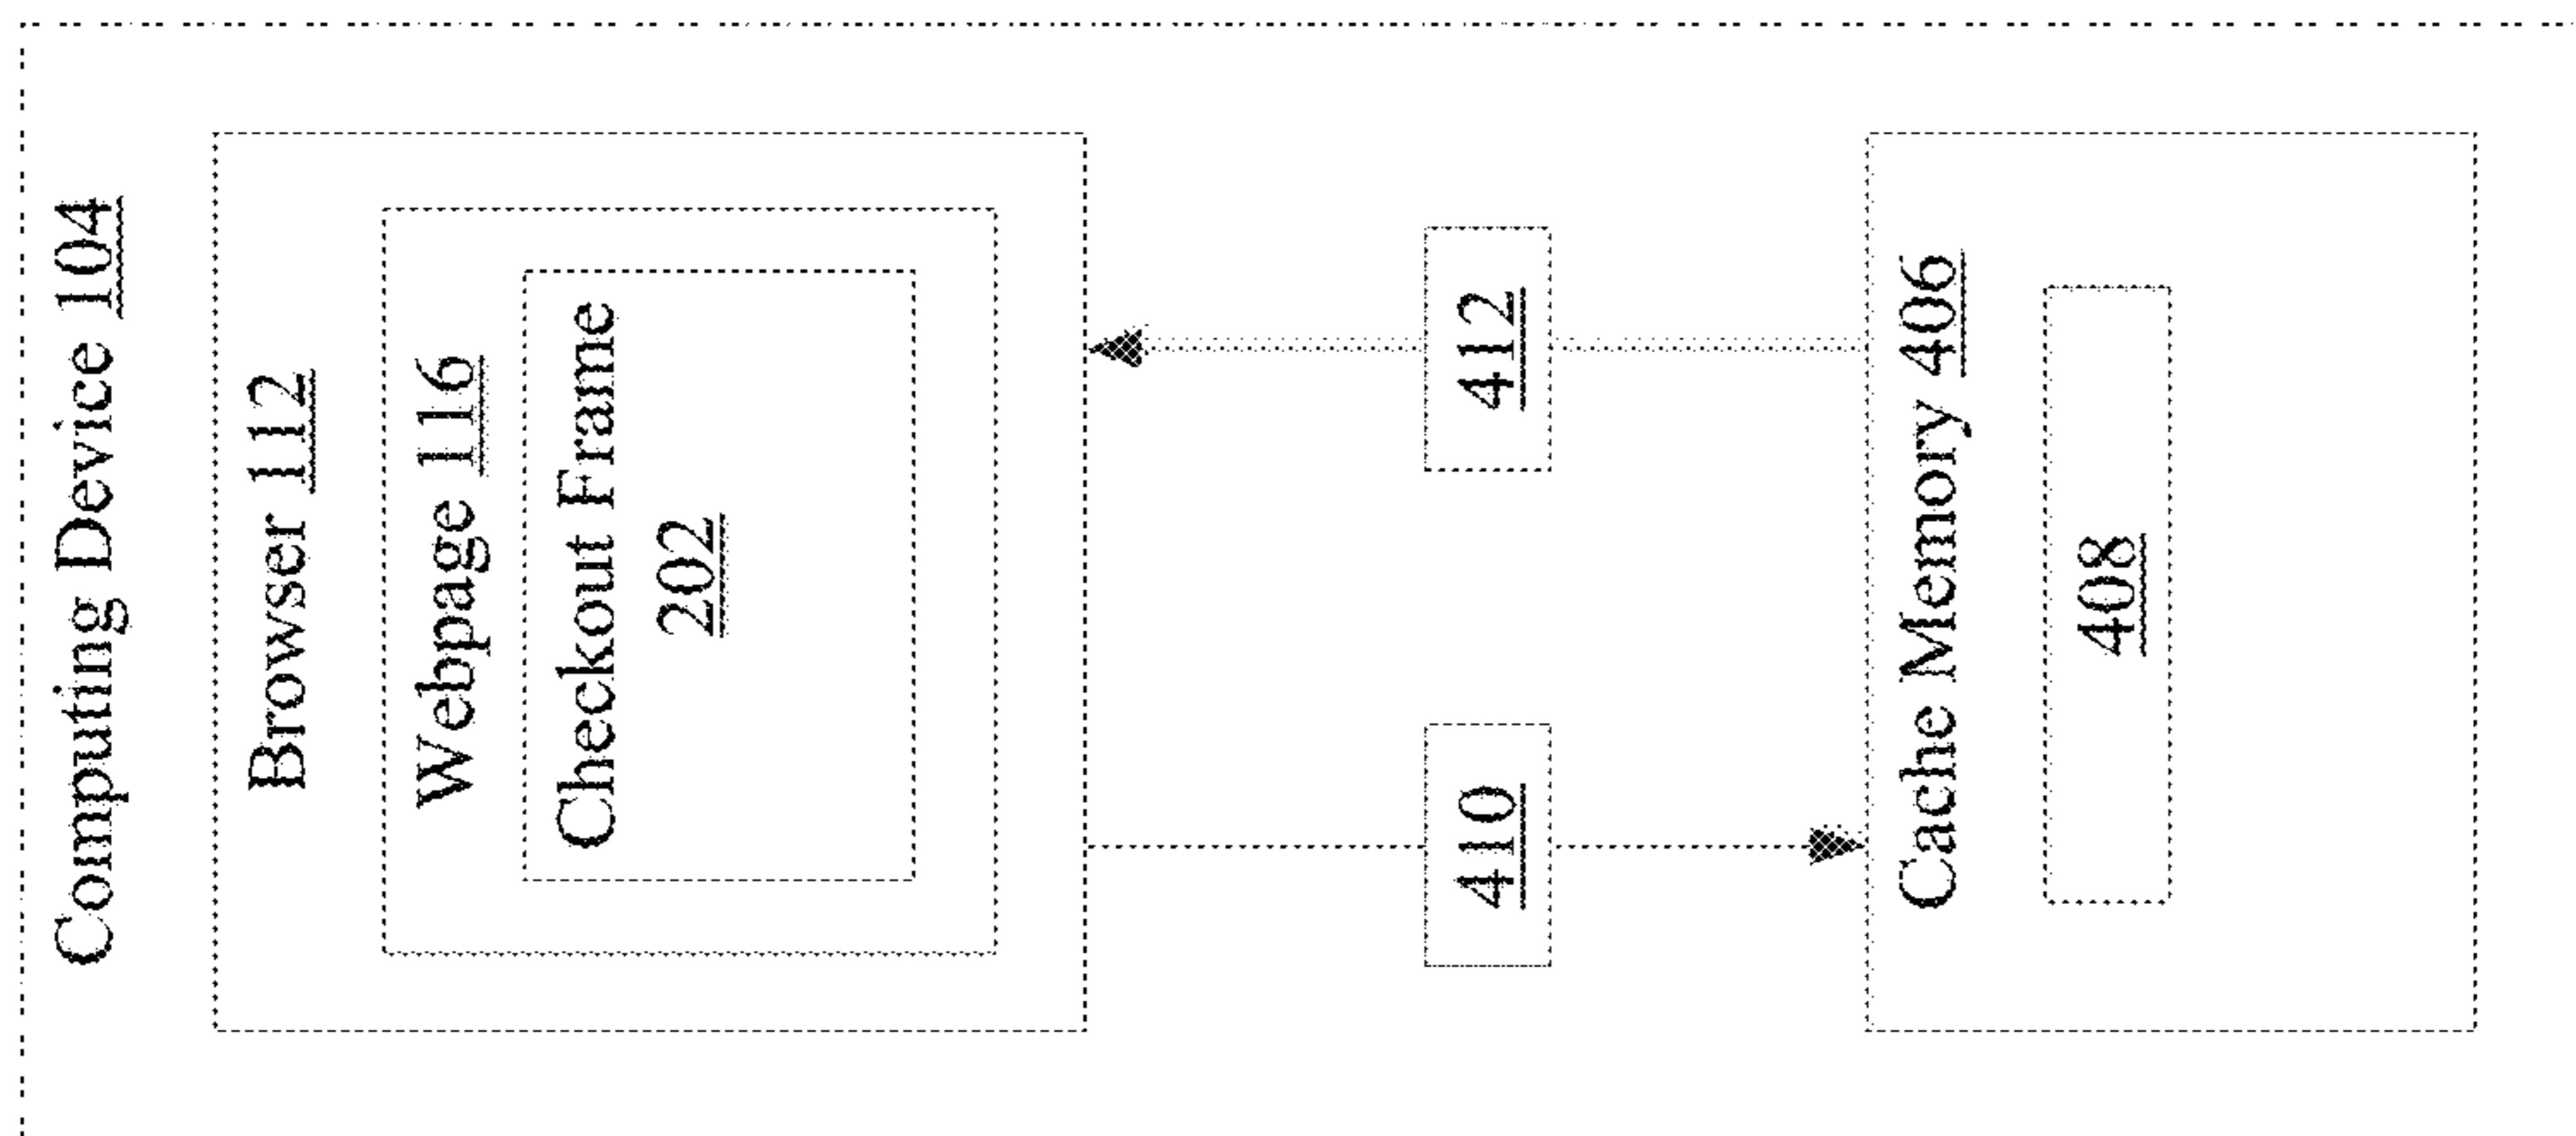 Computing Device 104
Browser 112
Webpage 116
Checkout Frame
202
410
412
Cache Memory 406
408